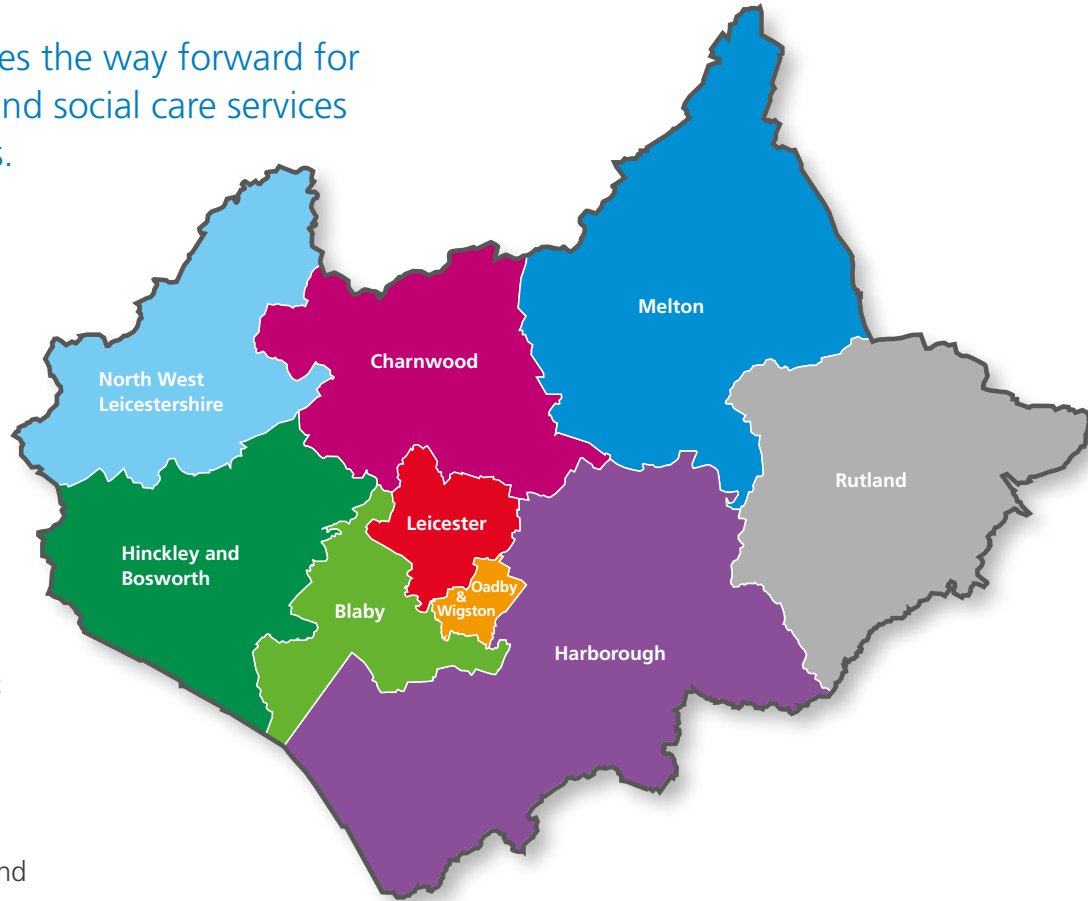 es the way forward for
nd social care services
s.
Melton
Charnwood
North West
Leicestershire
Rutland
Leicester
Hinckley and
Bosworth
Oadby
&
Wigston
Blaby
Harborough
nd